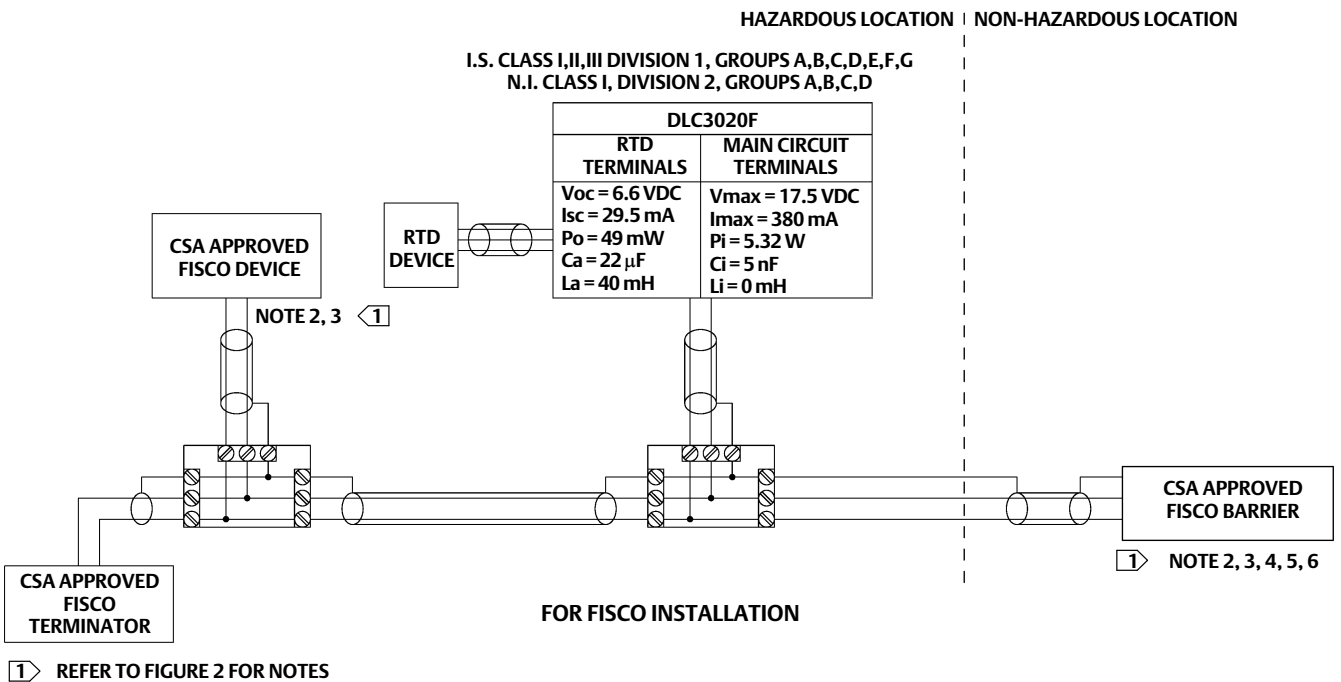 HAZARDOUS LOCATION
NON-HAZARDOUS LOCATION
I.S. CLASS I,II,III DIVISION 1, GROUPS A,B,C,D,E,F,G
N.I. CLASS I, DIVISION 2, GROUPS A,B,C,D
DLC3020F
RTD
TERMINALS
MAIN CIRCUIT
TERMINALS
Voc = 6.6 VDC
Isc = 29.5 mA
Po = 49 mW
Ca = 22 μF
La = 40 mH
Vmax = 17.5 VDC
Imax = 380 mA
Pi = 5.32 W
Ci = 5 nF
Li = 0 mH
RTD
DEVICE
CSA APPROVED
FISCO DEVICE
NOTE 2, 3 1
CSA APPROVED
FISCO BARRIER
1 NOTE 2, 3, 4, 5, 6
CSA APPROVED
FISCO
TERMINATOR
FOR FISCO INSTALLATION
1 REFER TO FIGURE 2 FOR NOTES